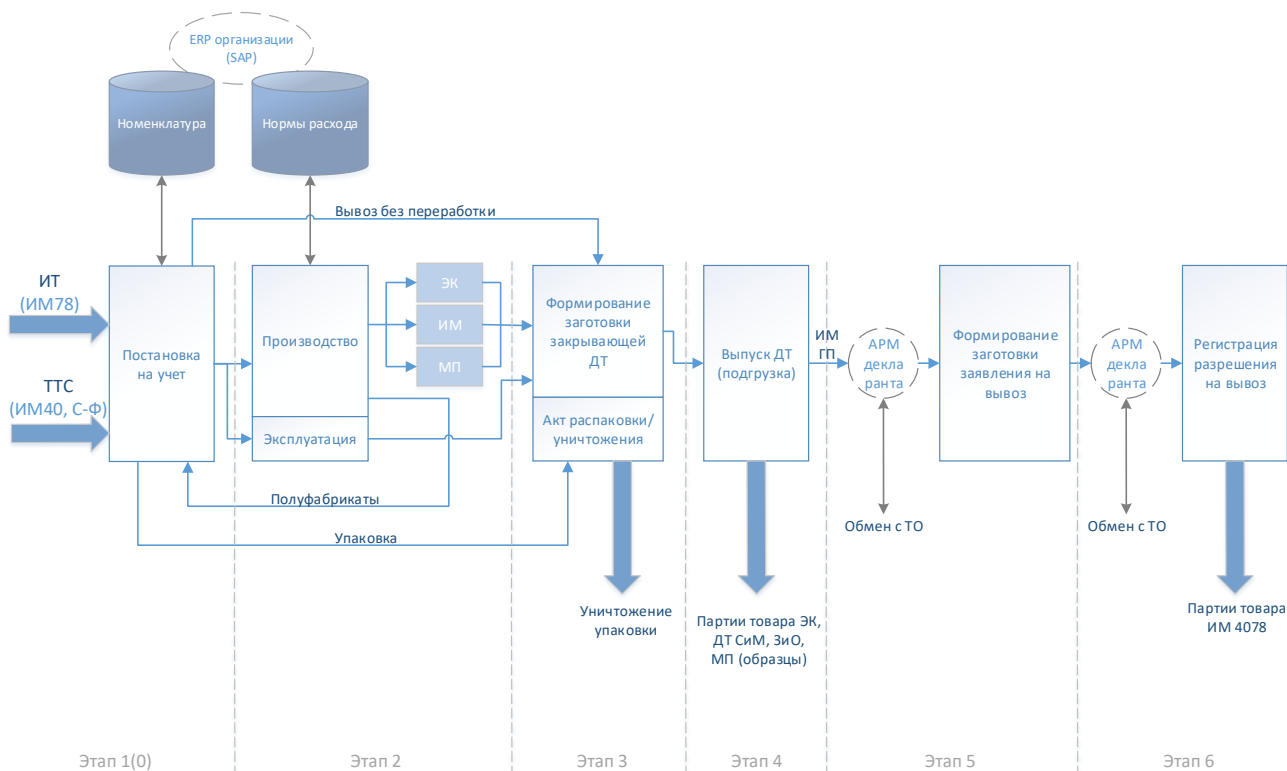 ERP организации
(SAP)
Номенклатура
Нормы расхода
Вывоз без переработки
ИТ
(ИМ78)
ТТС
(ИМ40, С-Ф)
Постановка
на учет
Производство
Эксплуатация
ЭК
ИМ
МП
Полуфабрикаты
Упаковка
Формирование
заготовки
закрывающей
ДТ
Акт распаковки/
уничтожения
Уничтожение
упаковки
Выпуск ДТ
(подгрузка)
Партии товара ЭК,
ДТ СиМ, ЗиО,
МП (образцы)
ИМ
ГП
АРМ
декла
ранта
Обмен с ТО
Формирование
заготовки
заявления на
вывоз
АРМ
декла
ранта
Обмен с ТО
Регистрация
разрешения
на вывоз
Партии товара
ИМ 4078
Этап 1(0)
Этап 2
Этап 3
Этап 4
Этап 5
Этап 6